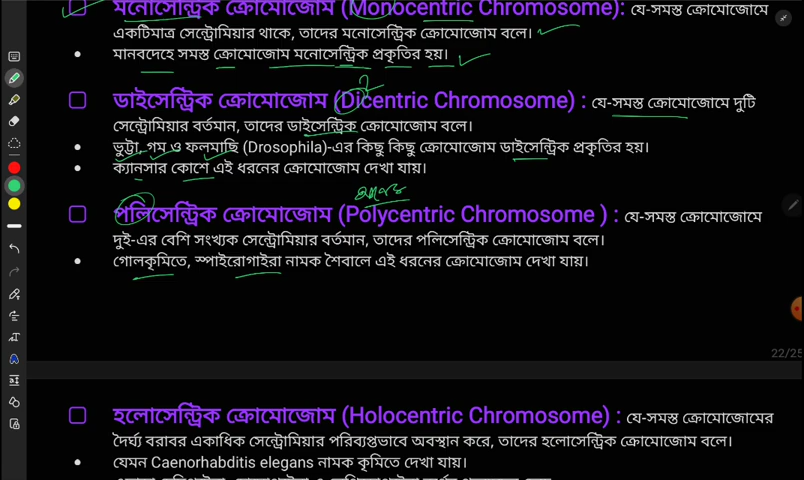 মনোসেন্ট্রিক ক্রোমোজোম (Monocentric Chromosome): যে-সমস্ত ক্রোমোজোমে
একটিমাত্র সেন্ট্রোমিয়ার থাকে, তাদের মনোসেন্ট্রিক ক্রোমোজোম বলে।
মানবদেহে সমস্ত ক্রোমোজোম মনোসেন্ট্রিক প্রকৃতির হয়।
2
ডাইসেন্ট্রিক ক্রোমোজোম (Dicentric Chromosome) : যে-সমস্ত ক্রোমোজোমে দুটি
সেন্ট্রোমিয়ার বর্তমান, তাদের ডাইসেন্ট্রিক ক্রোমোজোম বলে।
ভুট্টা, গম ও ফলমাছি (Drosophila)-এর কিছু কিছু ক্রোমোজোম ডাইসেন্ট্রিক প্রকৃতির হয়।
ক্যানসার কোশে এই ধরনের ক্রোমোজোম দেখা যায়।
পলিসেন্ট্রিক ক্রোমোজোম (Polycentric Chromosome ) : যে-সমস্ত ক্রোমোজোমে
দুই-এর বেশি সংখ্যক সেন্ট্রোমিয়ার বর্তমান, তাদের পলিসেন্ট্রিক ক্রোমোজোম বলে।
গোলকৃমিতে, স্পাইরোগাইরা নামক শৈবালে এই ধরনের ক্রোমোজোম দেখা যায়।
22/25
হলোসেন্ট্রিক ক্রোমোজোম (Holocentric Chromosome) : যে-সমস্ত ক্রোমোজোমের
দৈর্ঘ্য বরাবর একাধিক সেন্ট্রোমিয়ার পরিব্যপ্তভাবে অবস্থান করে, তাদের হলোসেন্ট্রিক ক্রোমোজোম বলে।
যেমন Caenorhabditis elegans নামক কৃমিতে দেখা যায়।